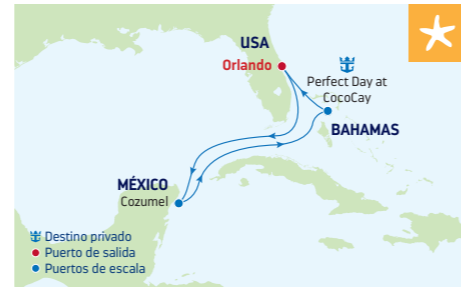 USA
Orlando
Perfect Day at
CocoCay
BAHAMAS
MÉXICO
Cozumel
Destino privado
Puerto de salida
Puertos de escala